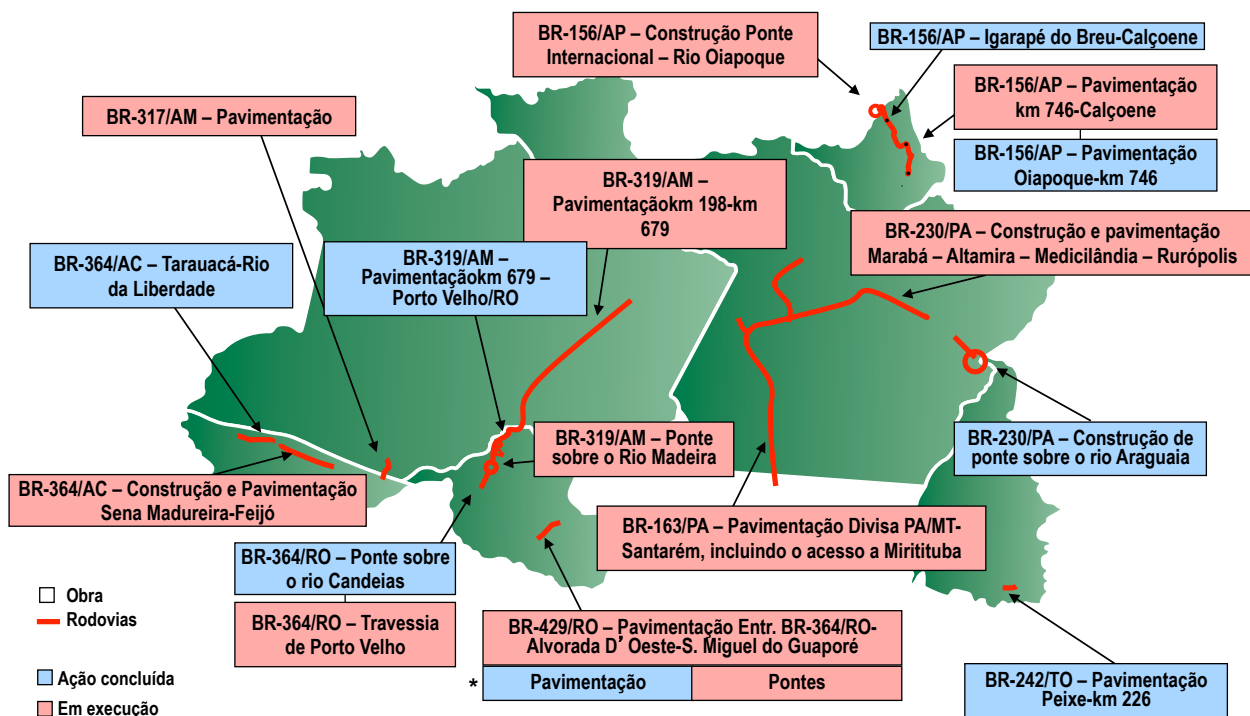 BR-156/AP – Construção Ponte
Internacional – Rio Oiapoque
BR-156/AP – Igarapé do Breu-Calçoene
BR-317/AM – Pavimentação
BR-156/AP – Pavimentação
km 746-Calçoene
BR-156/AP – Pavimentação
Oiapoque-km 746
BR-319/AM –
Pavimentaçãokm 198-km
679
BR-230/PA – Construção e pavimentação
Marabá – Altamira – Medicilândia – Rurópolis
BR-364/AC – Tarauacá-Rio
da Liberdade
BR-319/AM –
Pavimentaçãokm 679 –
Porto Velho/RO
BR-319/AM – Ponte
sobre o Rio Madeira
BR-230/PA – Construção de
ponte sobre o rio Araguaia
BR-364/AC – Construção e Pavimentação
Sena Madureira-Feijó
BR-163/PA – Pavimentação Divisa PA/MT-
Santarém, incluindo o acesso a Miritituba
BR-364/RO – Ponte sobre
o rio Candeias
BR-364/RO – Travessia
de Porto Velho
BR-429/RO – Pavimentação Entr. BR-364/RO-
Alvorada D’ Oeste-S. Miguel do Guaporé
* Pavimentação Pontes
BR-242/TO – Pavimentação
Peixe-km 226
Obra
Rodovias
Ação concluída
Em execução